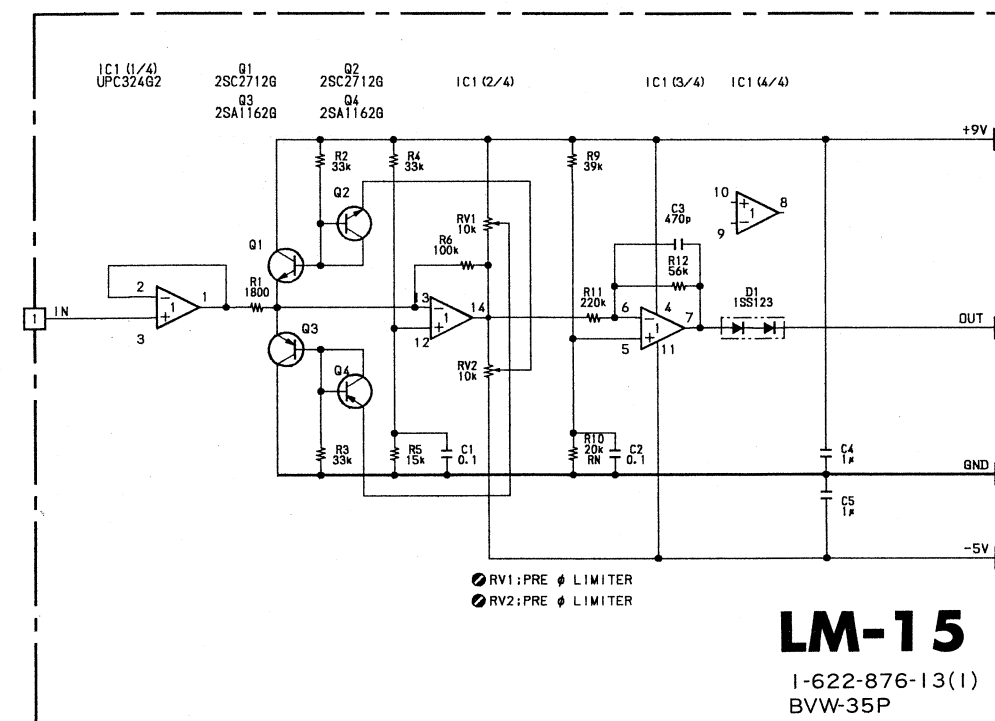 IC1 (1/4)
UPC324G2
Q1
2SC2712G
Q3
2SA1162G
Q2
2SC2712G
Q4
2SA1162G
IC1 (2/4)
IC1 (3/4)
IC1 (4/4)
+9V
R2
33k
R4
33k
R9
39k
Q2
RV1
10k
C3
470p
10
+
1
8
-
9
Q1
R6
100k
R12
56k
R1
1800
2
-
1
1
+
3
1
IN
13
-
1
14
+
12
R11
220k
6
-
4
1
7
+
5
11
D1
1SS123
OUT
Q3
Q4
RV2
10k
R3
33k
R5
15k
C1
0.1
R10
20k
RN
C2
0.1
C4
1µ
GND
C5
1µ
-5V
RV1;PRE ϕ LIMITER
RV2;PRE ϕ LIMITER
LM-15
1-622-876-13(1)
BVW-35P